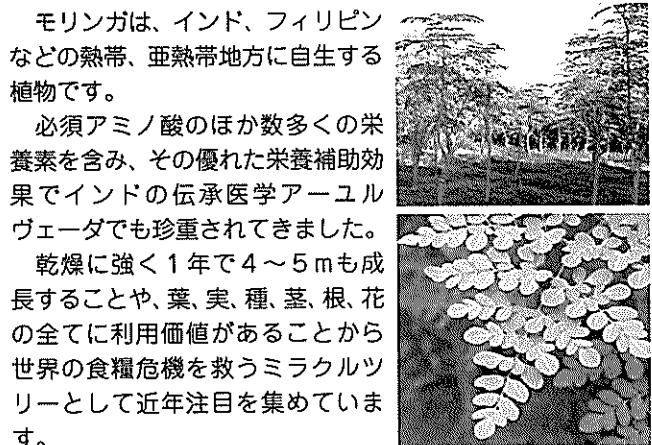 モリンガは、インド、フィリピン
などの熱帯、亜熱帯地方に自生する
植物です。
　必須アミノ酸のほか数多くの栄
養素を含み、その優れた栄養補助効
果でインドの伝承医学アーユル
ヴェーダでも珍重されてきました。
　乾燥に強く1年で4～5mも成
長することや、葉、実、種、茎、根、花
の全てに利用価値があることから
世界の食糧危機を救うミラクルツ
リーとして近年注目を集めていま
す。